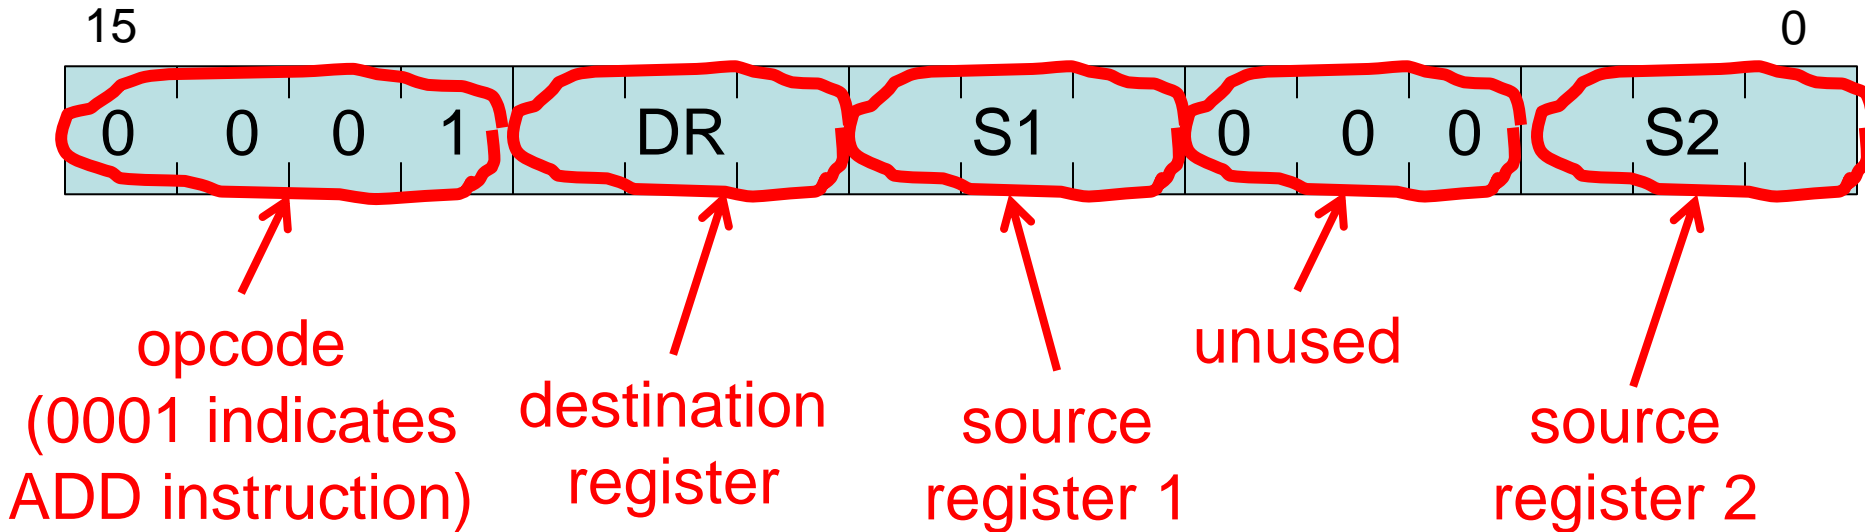 15 0
0 0 0 1 DR S1 0 0 0 S2
opcode
(0001 indicates
ADD instruction)
destination
register
source
register 1
unused
source
register 2